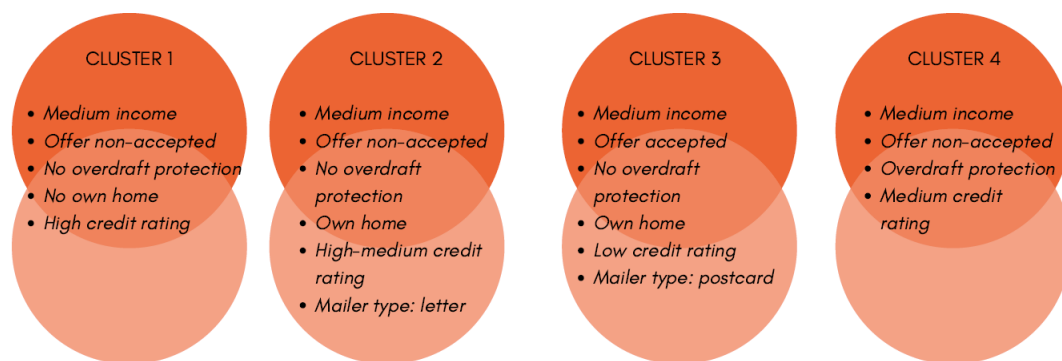 CLUSTER 1
• Medium income
• Offer non-accepted
• No overdraft protection
• No own home
• High credit rating
CLUSTER 2
• Medium income
• Offer non-accepted
• No overdraft
protection
• Own home
• High-medium credit
rating
• Mailer type: letter
CLUSTER 3
• Medium income
• Offer accepted
• No overdraft
protection
• Own home
• Low credit rating
• Mailer type: postcard
CLUSTER 4
• Medium income
• Offer non-accepted
• Overdraft protection
• Medium credit
rating